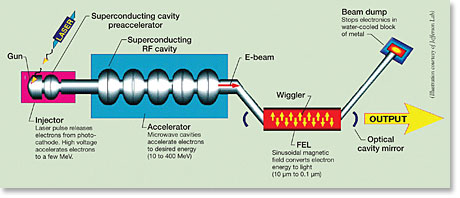 Superconducting cavity
preaccelerator
LASER
Gun
Superconducting
RF cavity
E-beam
Beam dump
Stops electronics in
water-cooled block
of metal
Illustration courtesy of Jefferson Lab
Injector
Laser pulse releases
electrons from photo-
cathode. High voltage
accelerates electrons
to a few MeV.
Accelerator
Microwave cavities
accelerate electrons
to desired energy
(10 to 400 MeV)
Wiggler
FEL
Sinusoidal magnetic
field converts electron
energy to light
(10 µm to 0.1 µm)
OUTPUT
Optical
cavity mirror